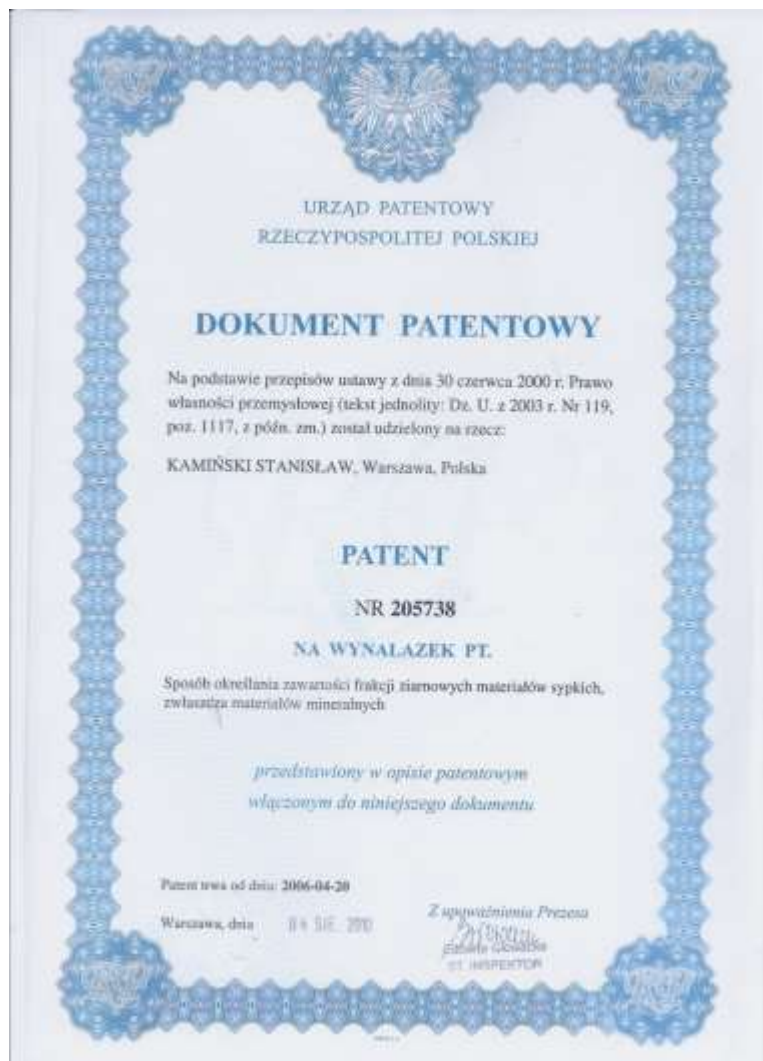 URZĄD PATENTOWY
RZECZYPOSPOLITEJ POLSKIEJ
DOKUMENT PATENTOWY
Na podstawie przepisów ustawy z dnia 30 czerwca 2000 r. Prawo
własności przemysłowej (tekst jednolity: Dz. U. z 2003 r. Nr 119,
poz. 1117, z późn. zm.) został udzielony na rzecz:
KAMIŃSKI STANISŁAW, Warszawa, Polska
PATENT
NR 205738
NA WYNALAZEK PT.
Sposób określania zawartości frakcji ziarnowych materiałów sypkich,
zwłaszcza materiałów mineralnych
przedstawiony w opisie patentowym
włączonym do niniejszego dokumentu
Patent trwa od dnia: 2006-04-20
Warszawa, dnia 04 SIE. 2010
Z upoważnienia Prezesa
ST. INSPEKTOR